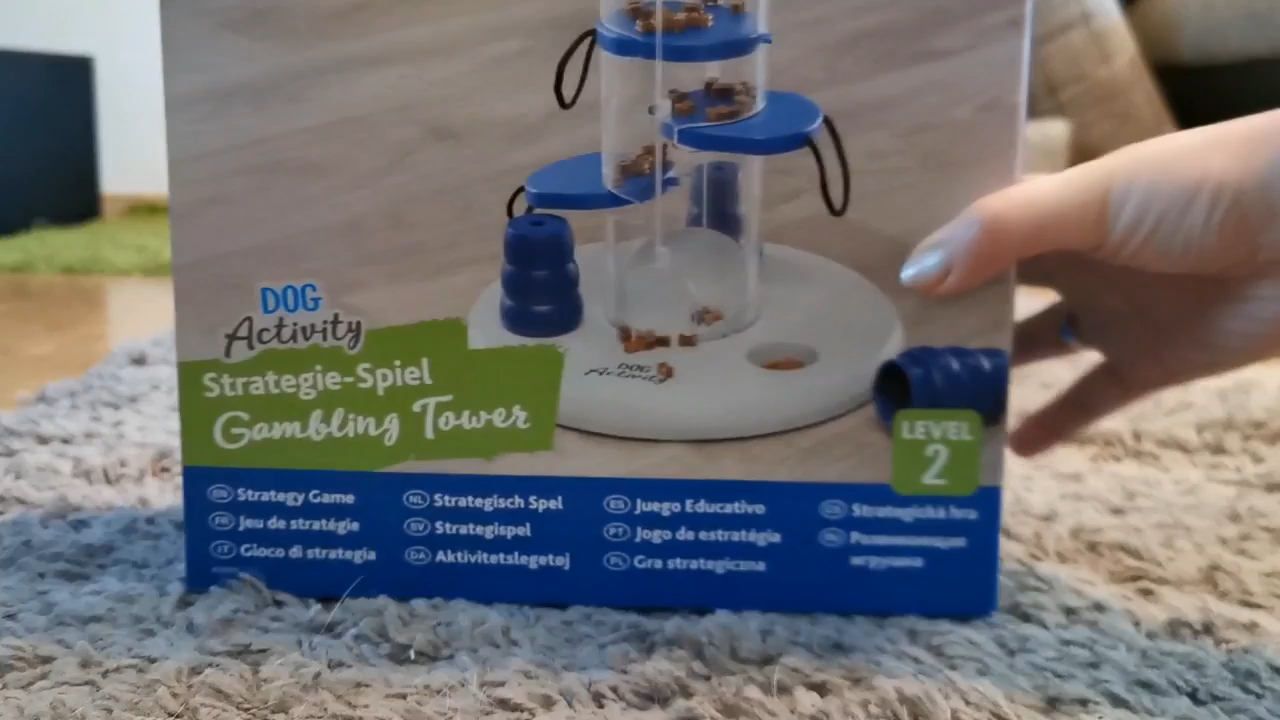 DOG
Activity
Strategie-Spiel
Gambling Tower
DOG
Activity
LEVEL
2
EN Strategy Game
FR Jeu de stratégie
IT Gioco di strategia
NL Strategisch Spel
SV Strategispel
DA Aktivitetslegetøj
ES Juego Educativo
PT Jogo de estratégia
PL Gra strategiczna
Strategická hra